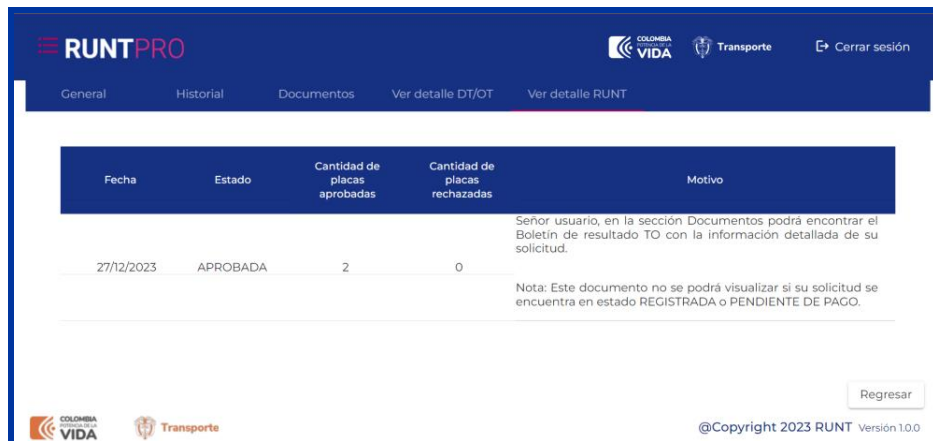 RUNTPRO
COLOMBIA
POTENCIA DE LA
VIDA
Transporte
Cerrar sesión
General
Historial
Documentos
Ver detalle DT/OT
Ver detalle RUNT
Fecha
Estado
Cantidad de
placas
aprobadas
Cantidad de
placas
rechazadas
Motivo
27/12/2023
APROBADA
2
0
Señor usuario, en la sección Documentos podrá encontrar el
Boletín de resultado TO con la información detallada de su
solicitud.
Nota: Este documento no se podrá visualizar si su solicitud se
encuentra en estado REGISTRADA o PENDIENTE DE PAGO.
Regresar
COLOMBIA
POTENCIA DE LA
VIDA
Transporte
@Copyright 2023 RUNT Versión 1.0.0